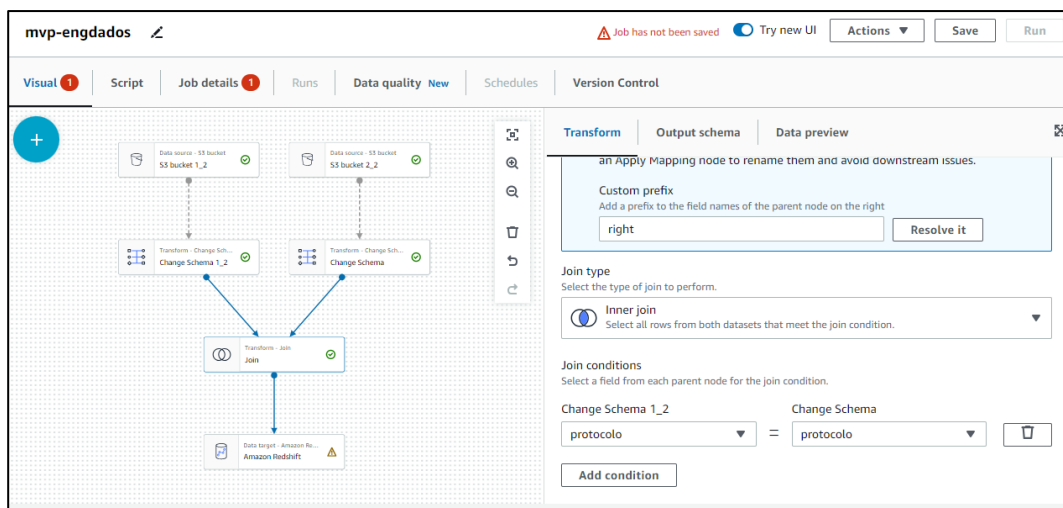 mvp-engdados
Job has not been saved
Try new UI
Actions
Save
Run
Visual 1
Script
Job details 1
Runs
Data quality New
Schedules
Version Control
+
Data source - S3 bucket
S3 bucket 1_2
Data source - S3 bucket
S3 bucket 2_2
Transform - Change Sch...
Change Schema 1_2
Transform - Change Sch...
Change Schema
Transform - Join
Join
Data target - Amazon Re...
Amazon Redshift
Transform
Output schema
Data preview
an Apply Mapping node to rename them and avoid downstream issues.
Custom prefix
Add a prefix to the field names of the parent node on the right
right
Resolve it
Join type
Select the type of join to perform.
Inner join
Select all rows from both datasets that meet the join condition.
Join conditions
Select a field from each parent node for the join condition.
Change Schema 1_2
Change Schema
protocolo
=
protocolo
Add condition